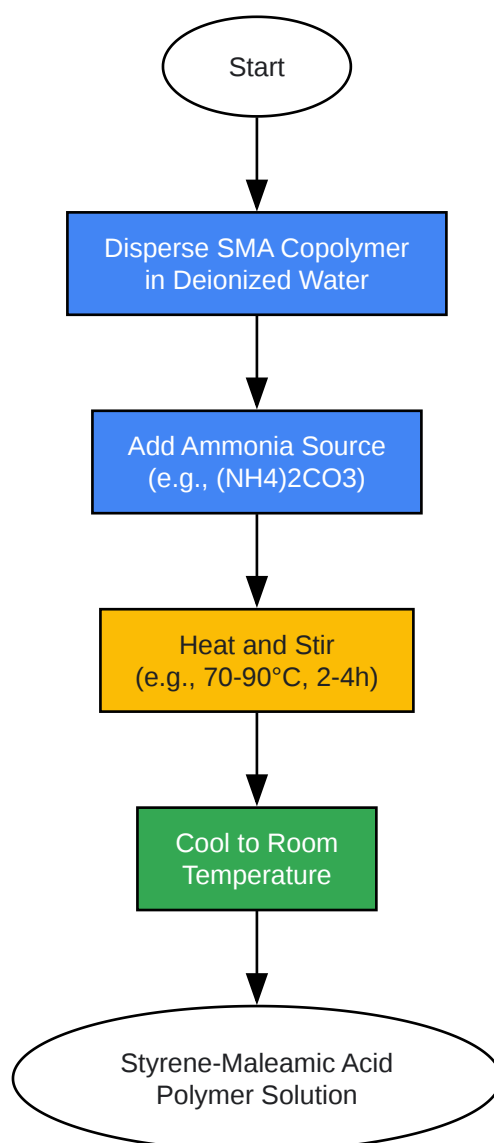 Start
Disperse SMA Copolymer
in Deionized Water
Add Ammonia Source
(e.g., (NH4)2CO3)
Heat and Stir
(e.g., 70-90°C, 2-4h)
Cool to Room
Temperature
Styrene-Maleamic Acid
Polymer Solution